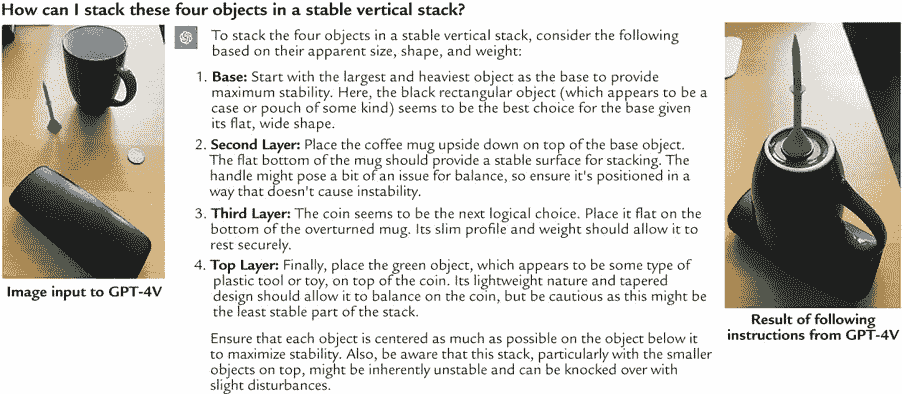 How can I stack these four objects in a stable vertical stack?
To stack the four objects in a stable vertical stack, consider the following
based on their apparent size, shape, and weight:
1. Base: Start with the largest and heaviest object as the base to provide
maximum stability. Here, the black rectangular object (which appears to be a
case or pouch of some kind) seems to be the best choice for the base given
its flat, wide shape.
2. Second Layer: Place the coffee mug upside down on top of the base object.
The flat bottom of the mug should provide a stable surface for stacking. The
handle might pose a bit of an issue for balance, so ensure it's positioned in a
way that doesn't cause instability.
3. Third Layer: The coin seems to be the next logical choice. Place it flat on the
bottom of the overturned mug. Its slim profile and weight should allow it to
rest securely.
4. Top Layer: Finally, place the green object, which appears to be some type of
plastic tool or toy, on top of the coin. Its lightweight nature and tapered
design should allow it to balance on the coin, but be cautious as this might be
the least stable part of the stack.
Ensure that each object is centered as much as possible on the object below it
to maximize stability. Also, be aware that this stack, particularly with the smaller
objects on top, might be inherently unstable and can be knocked over with
slight disturbances.
Image input to GPT-4V
Result of following
instructions from GPT-4V